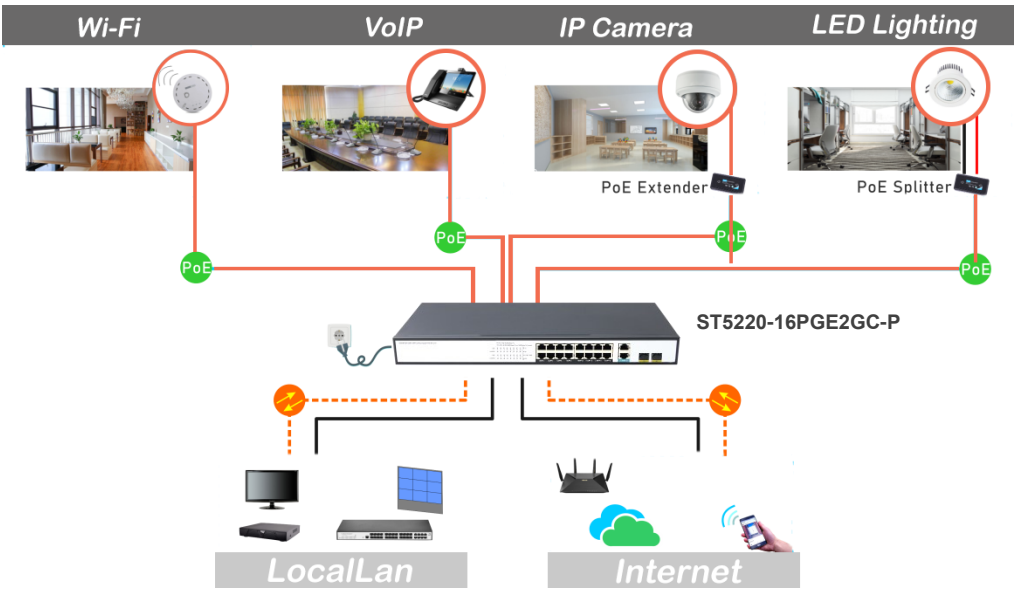 Wi-Fi
VoIP
IP Camera
LED Lighting
PoE Extender
PoE Splitter
PoE
PoE
PoE
PoE
ST5220-16PGE2GC-P
LocalLan
Internet